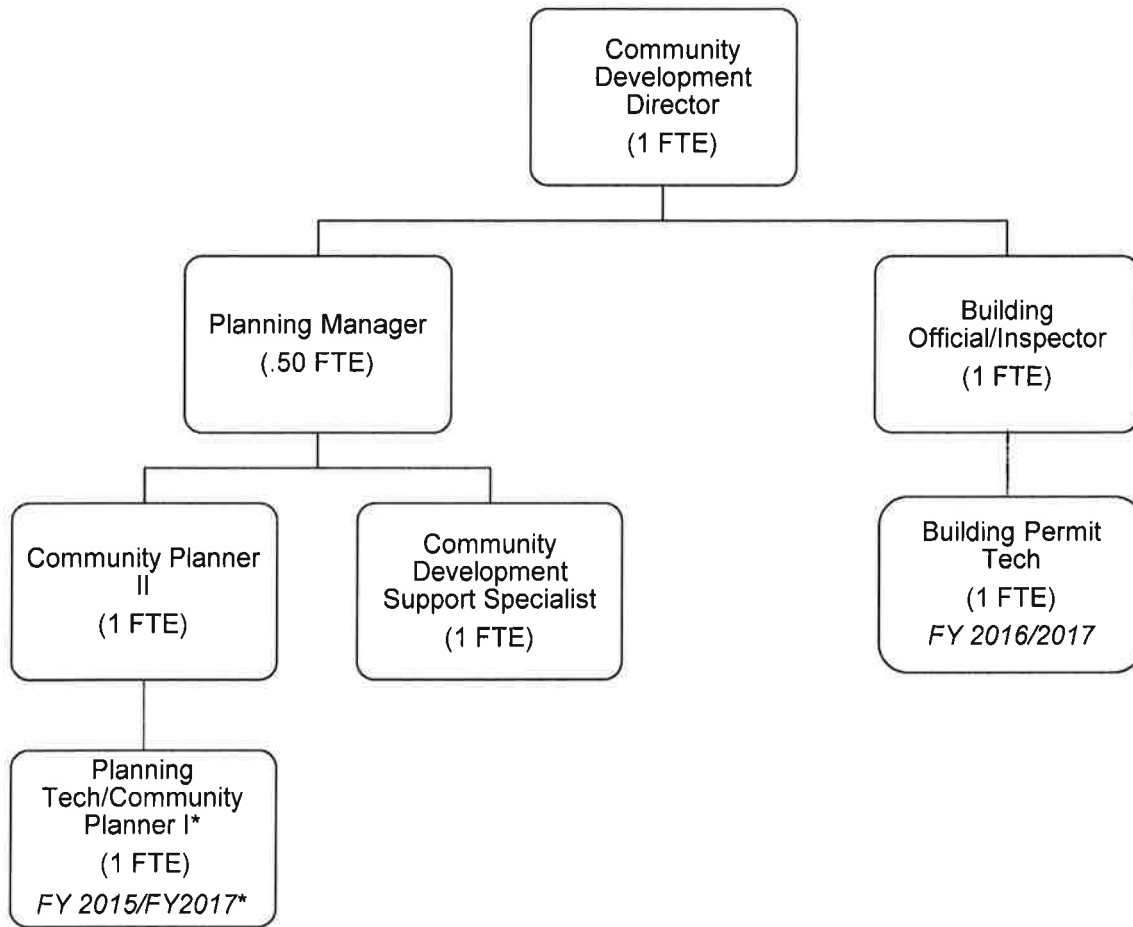 Community
Development
Director
(1 FTE)
Planning Manager
(.50 FTE)
Building
Official/Inspector
(1 FTE)
Community Planner
II
(1 FTE)
Community
Development
Support Specialist
(1 FTE)
Building Permit
Tech
(1 FTE)
FY 2016/2017
Planning
Tech/Community
Planner I*
(1 FTE)
FY 2015/FY2017*